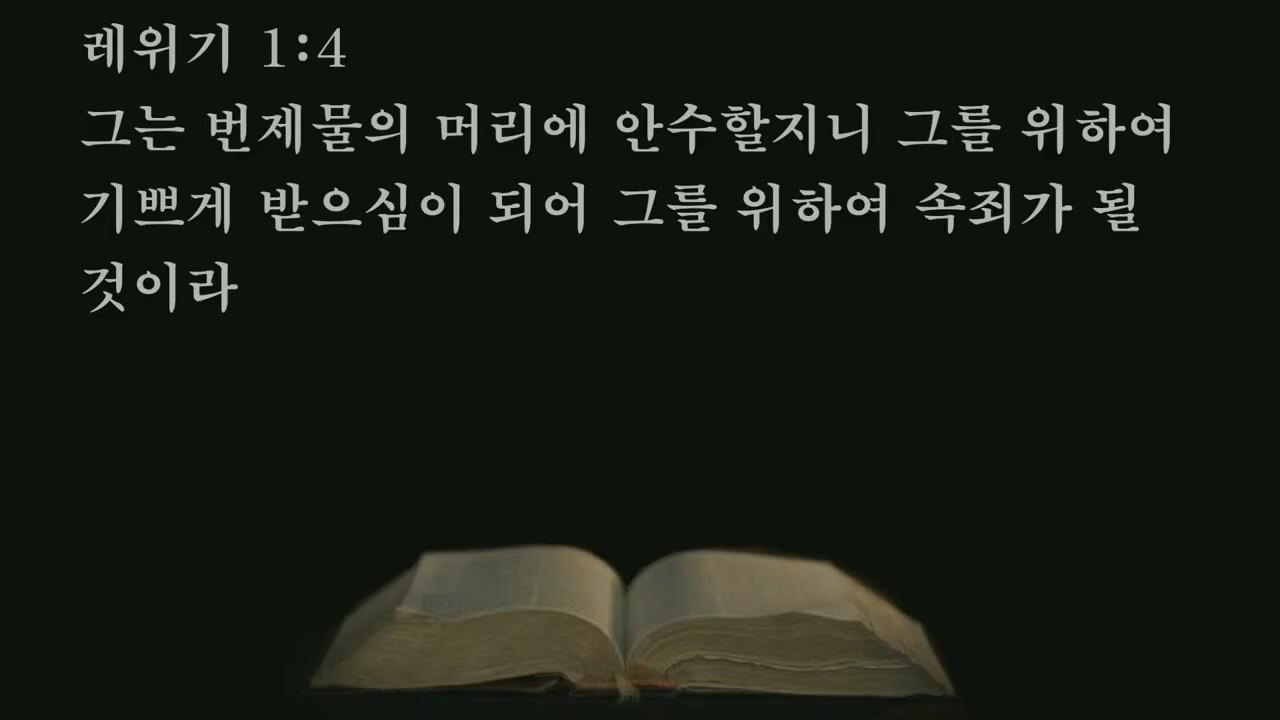 레위기 1:4
그는 번제물의 머리에 안수할지니 그를 위하여
기쁘게 받으심이 되어 그를 위하여 속죄가 될
것이라